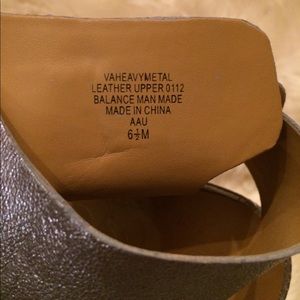 VAHEAVYMETAL
LEATHER UPPER 0112
BALANCE MAN MADE
MADE IN CHINA
AAU
6½M